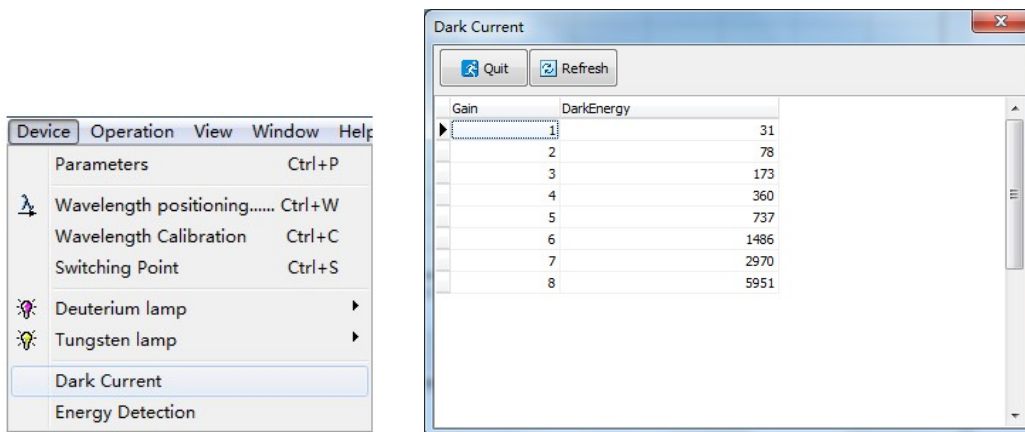 Device Operation View Window Help
Parameters Ctrl+P
Wavelength positioning...... Ctrl+W
Wavelength Calibration Ctrl+C
Switching Point Ctrl+S
Deuterium lamp
Tungsten lamp
Dark Current
Energy Detection
Dark Current
Quit Refresh
Gain DarkEnergy
1 31
2 78
3 173
4 360
5 737
6 1486
7 2970
8 5951